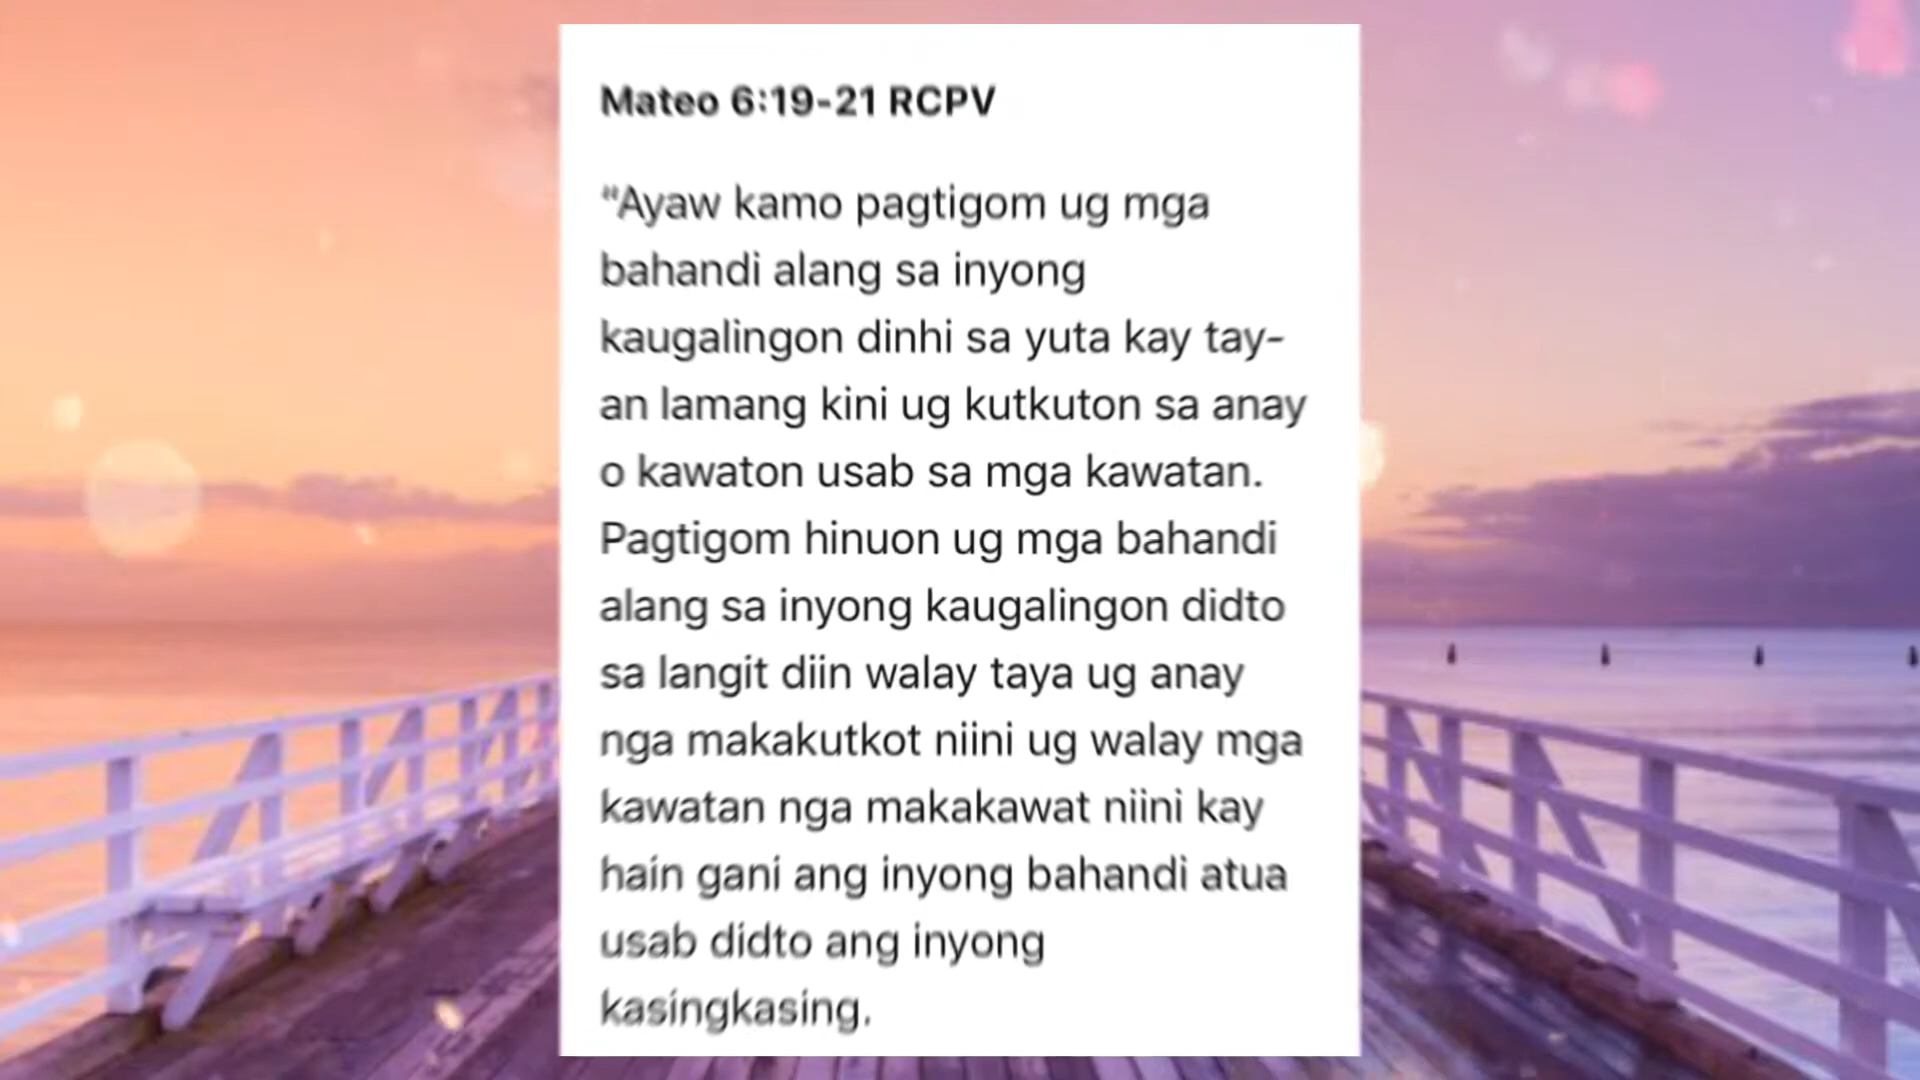 Mateo 6:19-21 RCPV
“Ayaw kamo pagtigom ug mga
bahandi alang sa inyong
kaugalingon dinhi sa yuta kay tay-
an lamang kini ug kutkuton sa anay
o kawaton usab sa mga kawatan.
Pagtigom hinuon ug mga bahandi
alang sa inyong kaugalingon didto
sa langit diin walay taya ug anay
nga makakutkot niini ug walay mga
kawatan nga makakawat niini kay
hain gani ang inyong bahandi atua
usab didto ang inyong
kasingkasing.